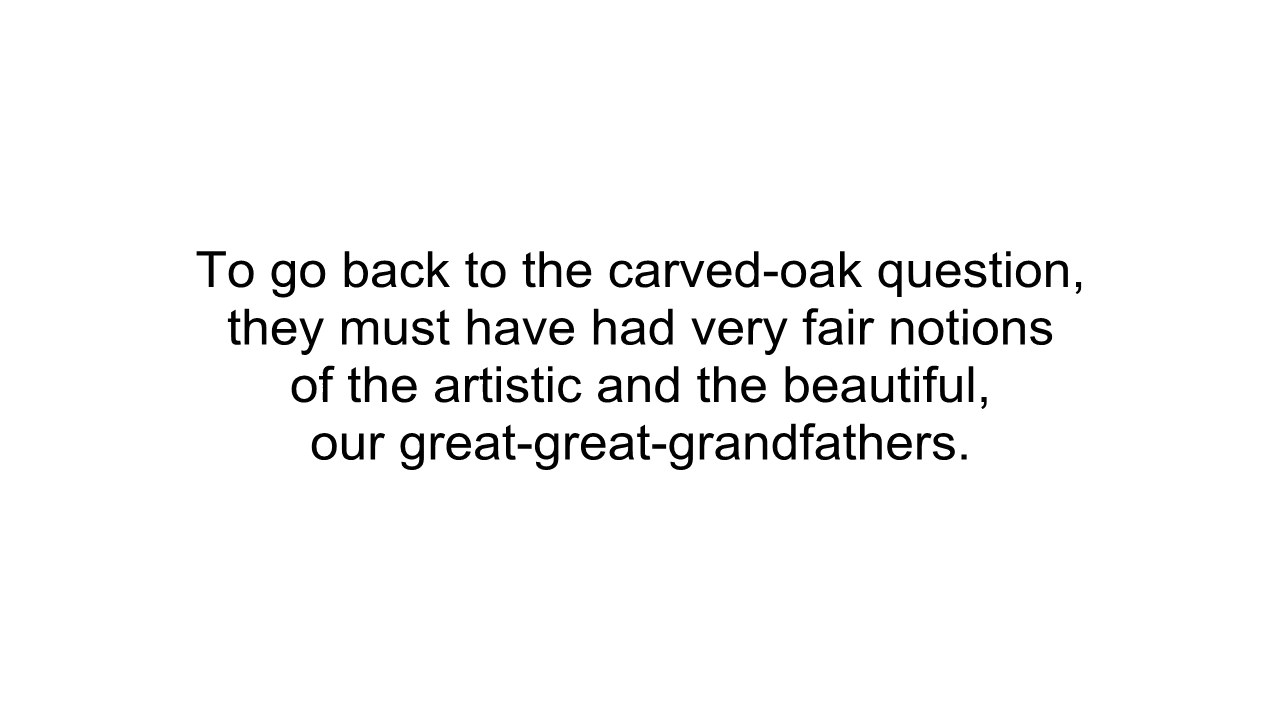 To go back to the carved-oak question,
they must have had very fair notions
of the artistic and the beautiful,
our great-great-grandfathers.